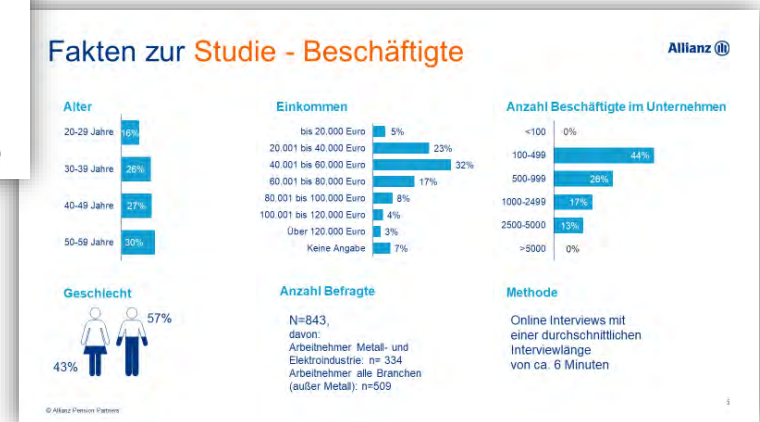 Fakten zur Studie - Beschäftigte
Allianz
Alter
20-29 Jahre 16%
30-39 Jahre 26%
40-49 Jahre 27%
50-59 Jahre 30%
Einkommen
bis 20.000 Euro 5%
20.001 bis 40.000 Euro 23%
40.001 bis 60.000 Euro 32%
60.001 bis 80.000 Euro 17%
80.001 bis 100.000 Euro 8%
100.001 bis 120.000 Euro 4%
Über 120.000 Euro 3%
Keine Angabe 7%
Anzahl Beschäftigte im Unternehmen
<100 0%
100-499 44%
500-999 26%
1000-2499 17%
2500-5000 13%
>5000 0%
Geschlecht
57%
43%
Anzahl Befragte
N=843,
davon:
Arbeitnehmer Metall- und
Elektroindustrie: n= 334
Arbeitnehmer alle Branchen
(außer Metall): n=509
Methode
Online Interviews mit
einer durchschnittlichen
Interviewlänge
von ca. 6 Minuten
© Allianz Pension Partners